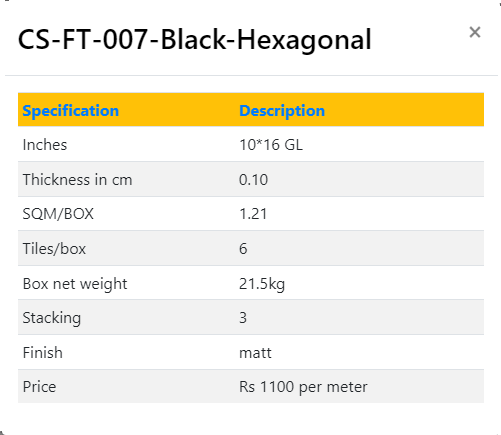 CS-FT-007-Black-Hexagonal ×
Specification Description
Inches 10*16 GL
Thickness in cm 0.10
SQM/BOX 1.21
Tiles/box 6
Box net weight 21.5kg
Stacking 3
Finish matt
Price Rs 1100 per meter